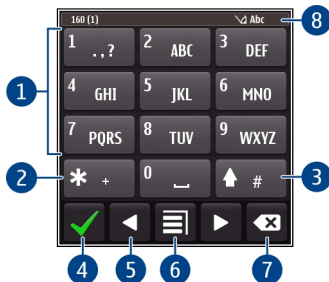 160 (1) Abc 8
1 .,? 2 ABC 3 DEF
1
4 GHI 5 JKL 6 MNO
7 PQRS 8 TUV 9 WXYZ
2 * + 0 # 3
4 5 6 7